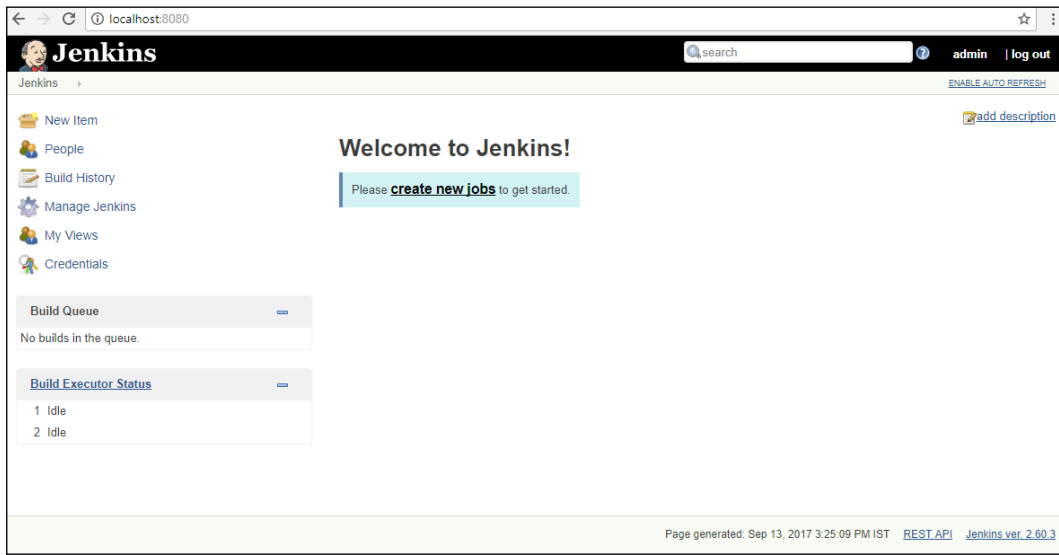 localhost:8080
Jenkins
search
admin | log out
Jenkins
ENABLE AUTO REFRESH
New Item
People
Build History
Manage Jenkins
My Views
Credentials
add description
Welcome to Jenkins!
Please create new jobs to get started.
Build Queue
No builds in the queue.
Build Executor Status
1 Idle
2 Idle
Page generated: Sep 13, 2017 3:25:09 PM IST REST API Jenkins ver. 2.60.3